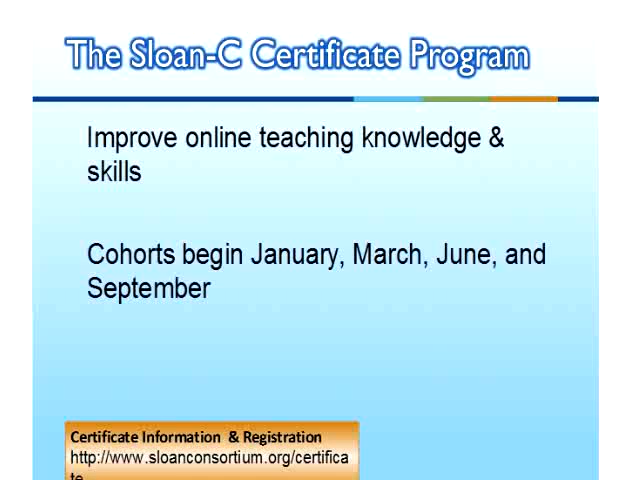 The Sloan-C Certificate Program
Improve online teaching knowledge &
skills
Cohorts begin January, March, June, and
September
Certificate Information & Registration
http://www.sloanconsortium.org/certifica
te